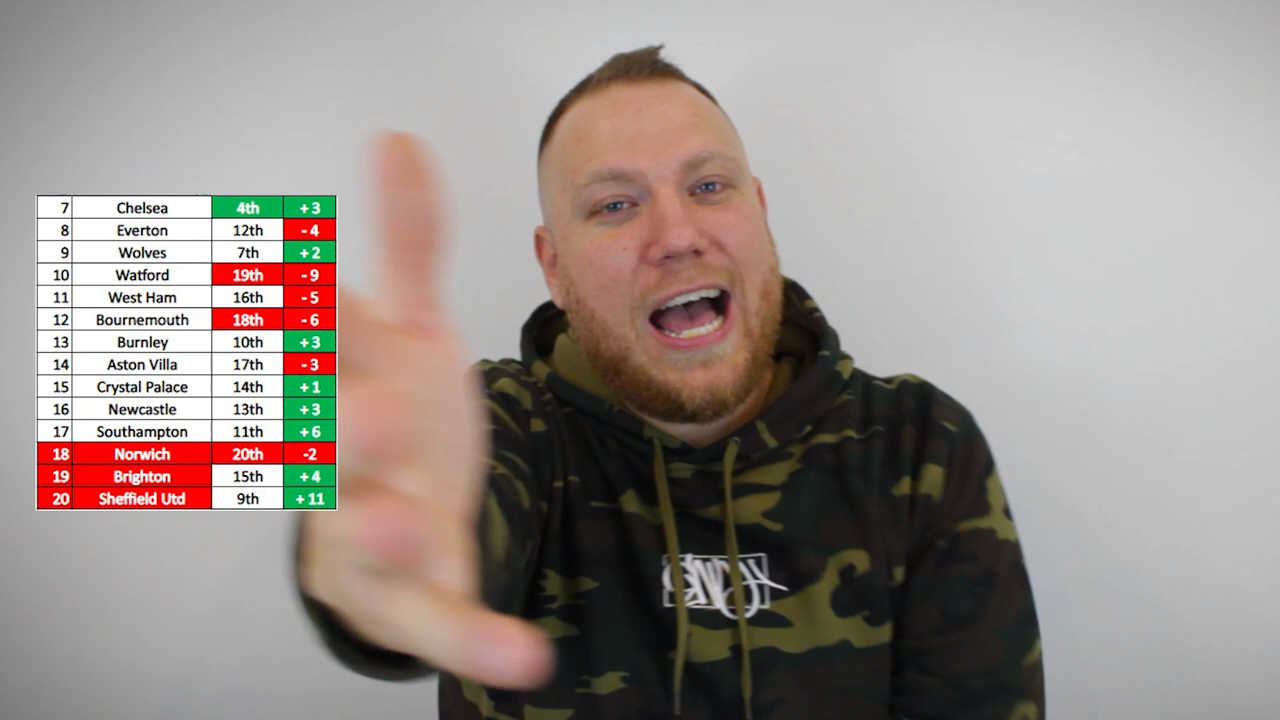 7 Chelsea 4th + 3
8 Everton 12th - 4
9 Wolves 7th + 2
10 Watford 19th - 9
11 West Ham 16th - 5
12 Bournemouth 18th - 6
13 Burnley 10th + 3
14 Aston Villa 17th - 3
15 Crystal Palace 14th + 1
16 Newcastle 13th + 3
17 Southampton 11th + 6
18 Norwich 20th -2
19 Brighton 15th + 4
20 Sheffield Utd 9th + 11